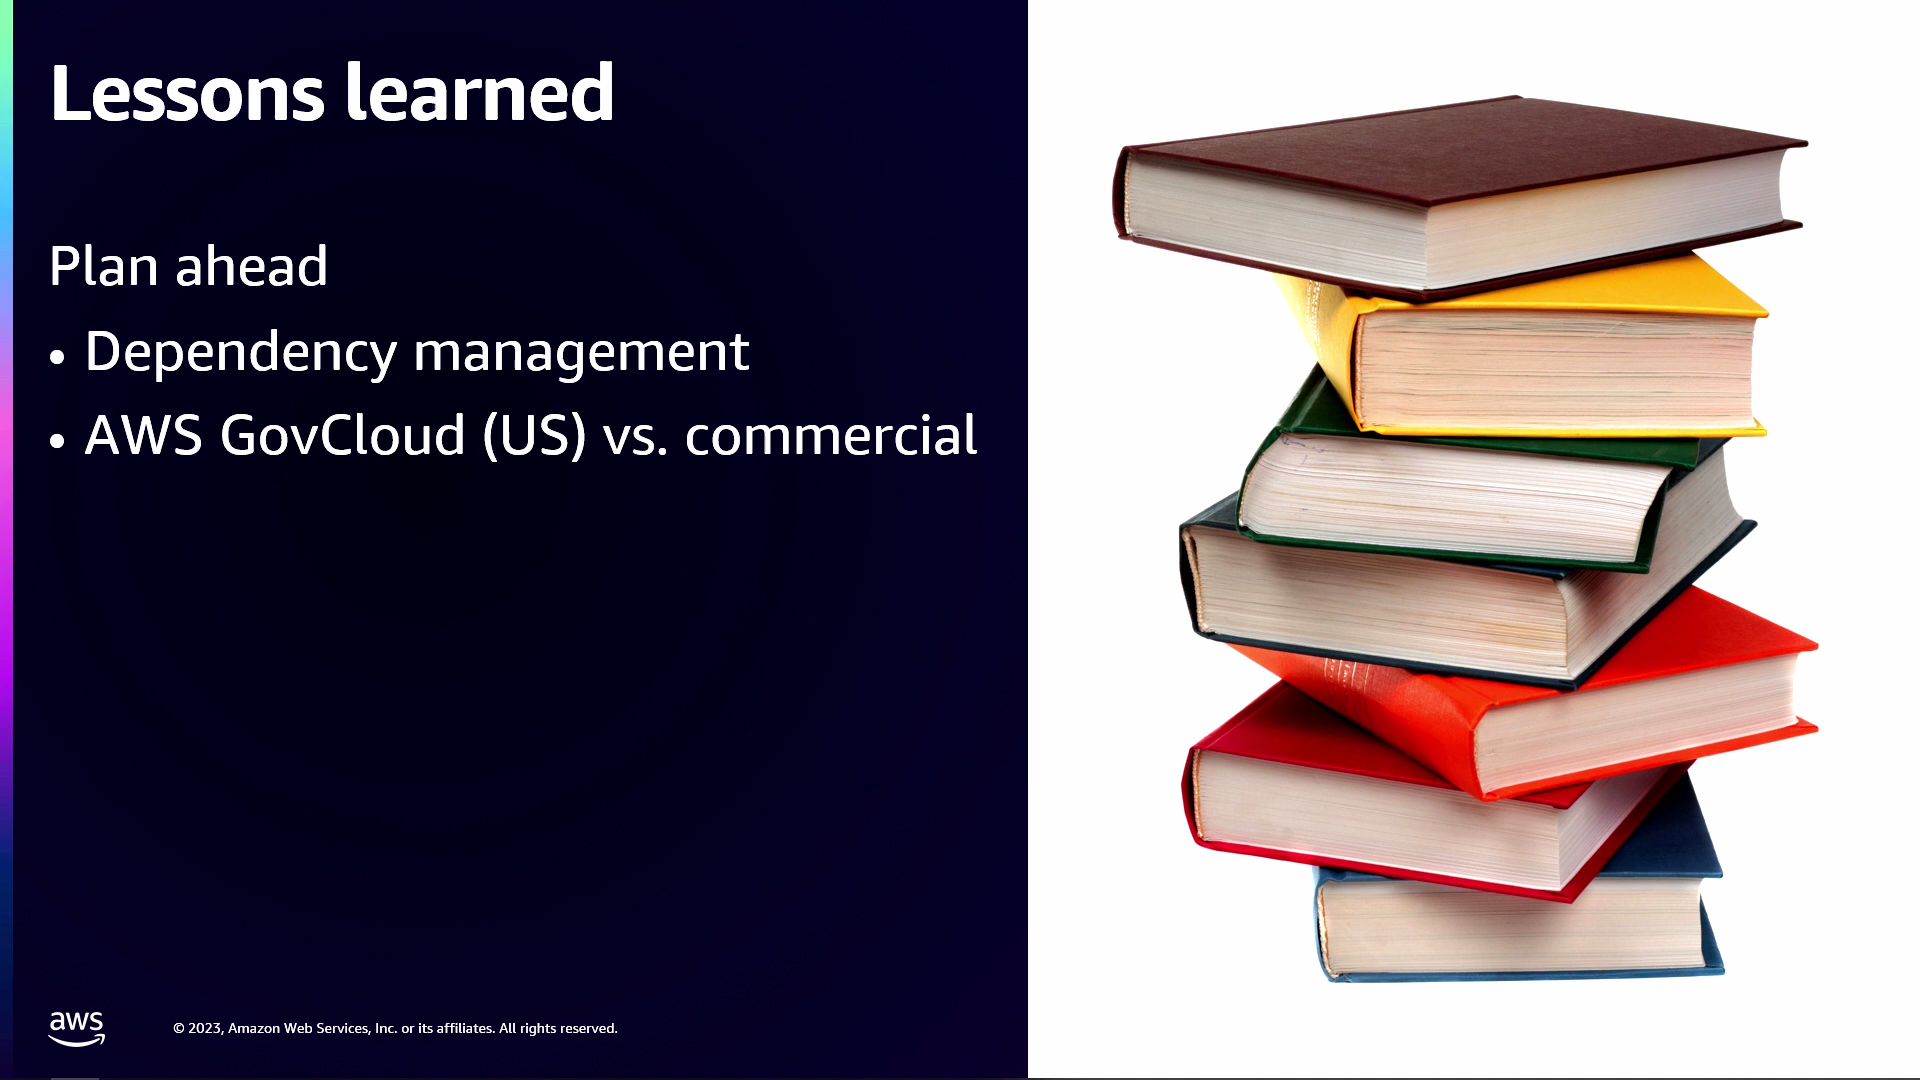 Lessons learned
Plan ahead
• Dependency management
• AWS GovCloud (US) vs. commercial
aws
© 2023, Amazon Web Services, Inc. or its affiliates. All rights reserved.